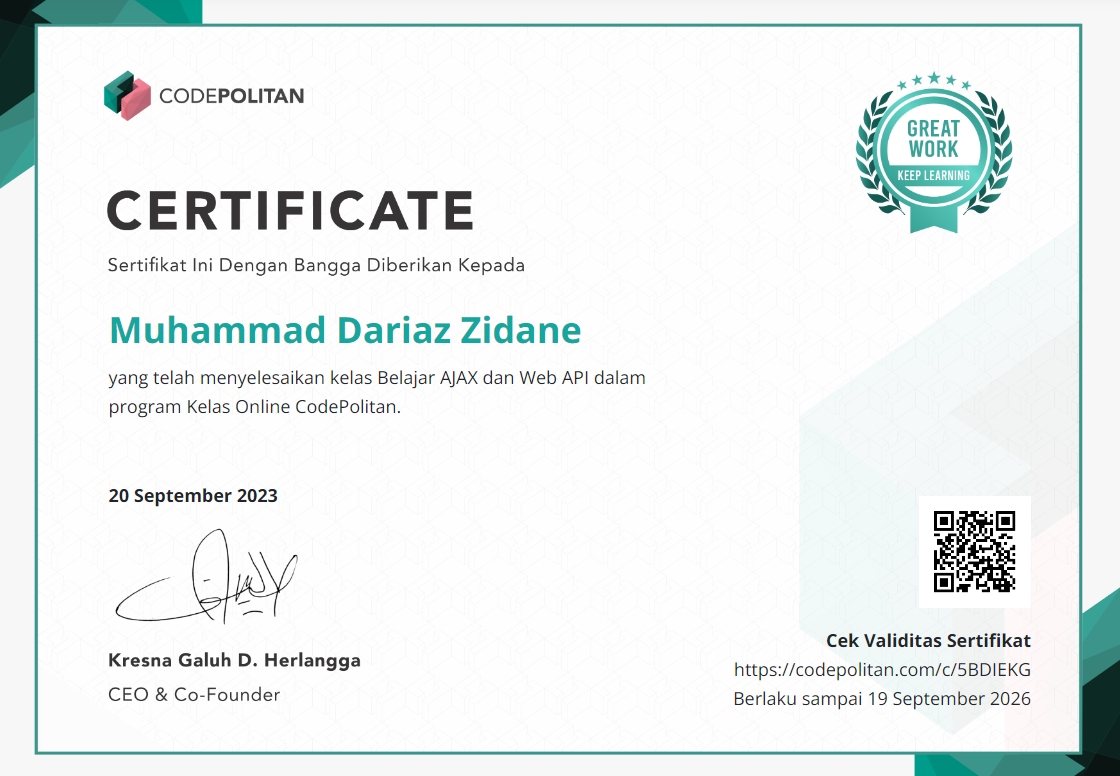 CODEPOLITAN
GREAT
WORK
KEEP LEARNING
CERTIFICATE
Sertifikat Ini Dengan Bangga Diberikan Kepada
Muhammad Dariaz Zidane
yang telah menyelesaikan kelas Belajar AJAX dan Web API dalam
program Kelas Online CodePolitan.
20 September 2023
Kresna Galuh D. Herlangga
CEO & Co-Founder
Cek Validitas Sertifikat
https://codepolitan.com/c/5BDIEKG
Berlaku sampai 19 September 2026